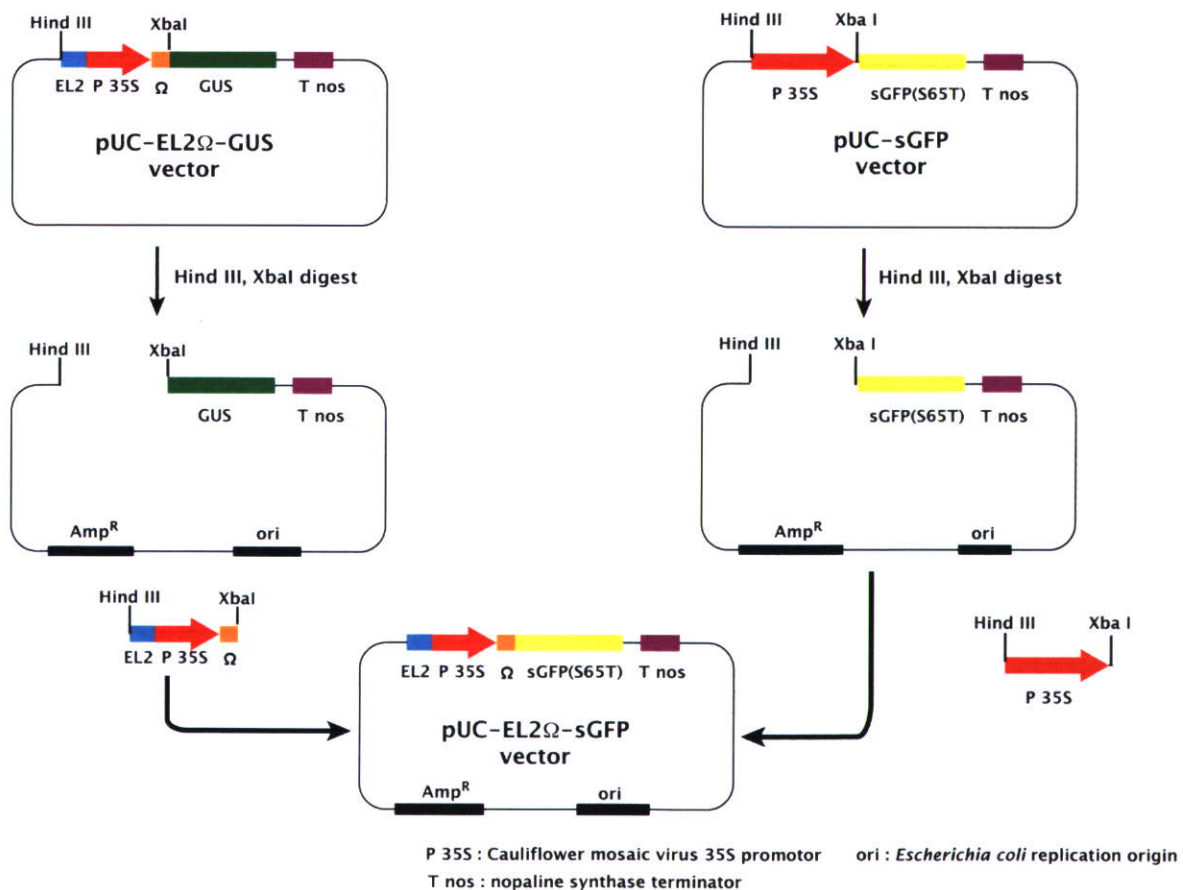 Hind III
XbaI
EL2 P 35S Ω GUS T nos
pUC-EL2Ω-GUS
vector
Hind III
Xba I
P 35S sGFP(S65T) T nos
pUC-sGFP
vector
Hind III, XbaI digest
Hind III, XbaI digest
Hind III
XbaI
GUS T nos
Amp^R ori
Hind III
Xba I
sGFP(S65T) T nos
Amp^R ori
Hind III
XbaI
EL2 P 35S Ω
EL2 P 35S Ω sGFP(S65T) T nos
pUC-EL2Ω-sGFP
vector
Amp^R ori
Hind III
Xba I
P 35S
P 35S : Cauliflower mosaic virus 35S promotor ori : Escherichia coli replication origin
T nos : nopaline synthase terminator